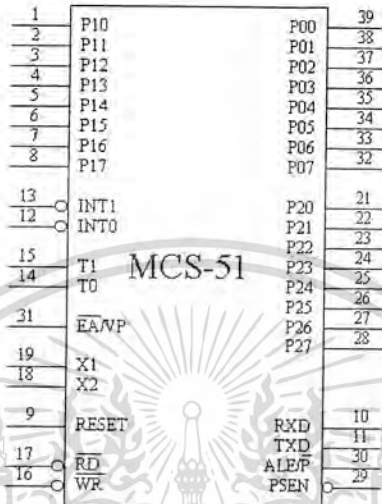 1 P10 P00 39
2 P11 P01 38
3 P12 P02 37
4 P13 P03 36
5 P14 P04 35
6 P15 P05 34
7 P16 P06 33
8 P17 P07 32
13 INT1 P20 21
12 INT0 P21 22
P22 23
15 T1 P23 24
14 T0 P24 25
MCS-51
P25 26
31 EA/VP P26 27
P27 28
19 X1
18 X2
9 RESET RXD 10
TXD 11
17 RD ALE/P 30
16 WR PSEN 29